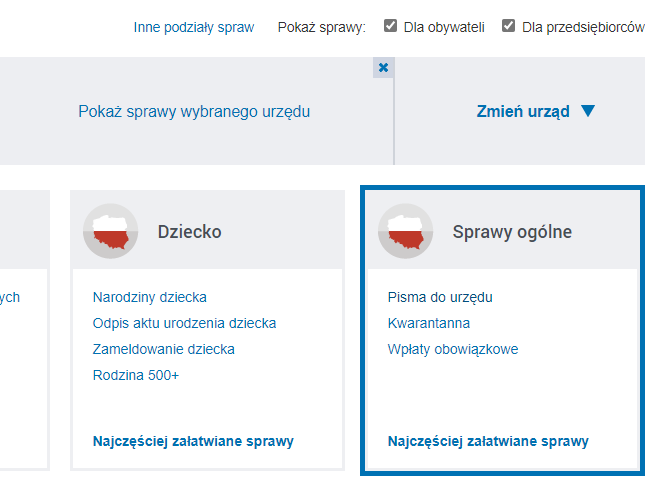 Inne podziały spraw Pokaż sprawy: Dla obywateli Dla przedsiębiorców
Pokaż sprawy wybranego urzędu
Zmień urząd
Dziecko
Sprawy ogólne
ych
Narodziny dziecka
Odpis aktu urodzenia dziecka
Zameldowanie dziecka
Rodzina 500+
Najczęściej załatwiane sprawy
Pisma do urzędu
Kwarantanna
Wpłaty obowiązkowe
Najczęściej załatwiane sprawy